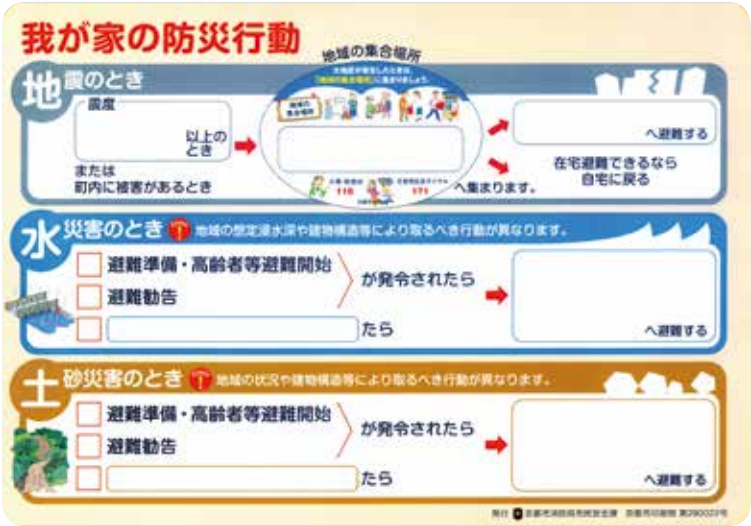 我が家の防災行動
地域の集合場所
地震のとき
震度
以上の
とき
または
町内に被害があるとき
地域の
集合場所
119
171
へ集まります。
へ避難する
在宅避難できるなら
自宅に戻る
水災害のとき
地域の想定浸水深や建物構造等により取るべき行動が異なります。
避難準備・高齢者等避難開始
避難勧告
が発令されたら
たら
へ避難する
土砂災害のとき
地域の状況や建物構造等により取るべき行動が異なります。
避難準備・高齢者等避難開始
避難勧告
が発令されたら
たら
へ避難する